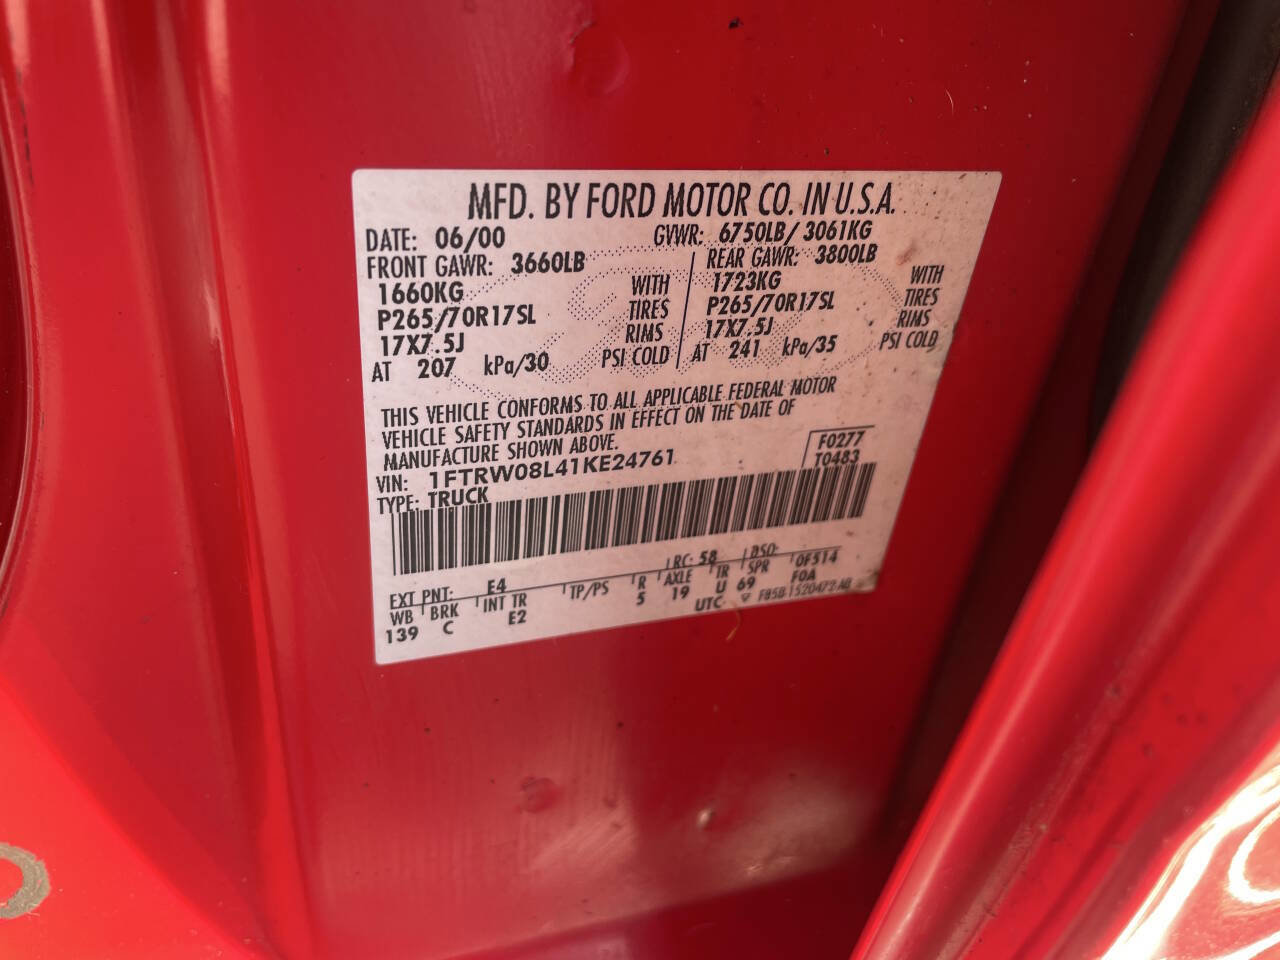 MFD. BY FORD MOTOR CO. IN U.S.A.
DATE: 06/00 GVWR: 6750LB/ 3061KG
FRONT GAWR: 3660LB REAR GAWR: 3800LB
1660KG WITH 1723KG WITH
P265/70R17SL TIRES P265/70R17SL TIRES
17X7.5J RIMS 17X7.5J RIMS
AT 207 kPa/30 PSI COLD AT 241 kPa/35 PSI COLD
THIS VEHICLE CONFORMS TO ALL APPLICABLE FEDERAL MOTOR
VEHICLE SAFETY STANDARDS IN EFFECT ON THE DATE OF
MANUFACTURE SHOWN ABOVE.
VIN: 1FTRW08L41KE24761 F0277
TYPE: TRUCK T0483
EXT PNT: E4 RC: 58 DSO: 0F514
WB BRK INT TR TP/PS R AXLE TR SPR F0A
139 C E2 5 19 U 69
UTC F85B 1520472 AB